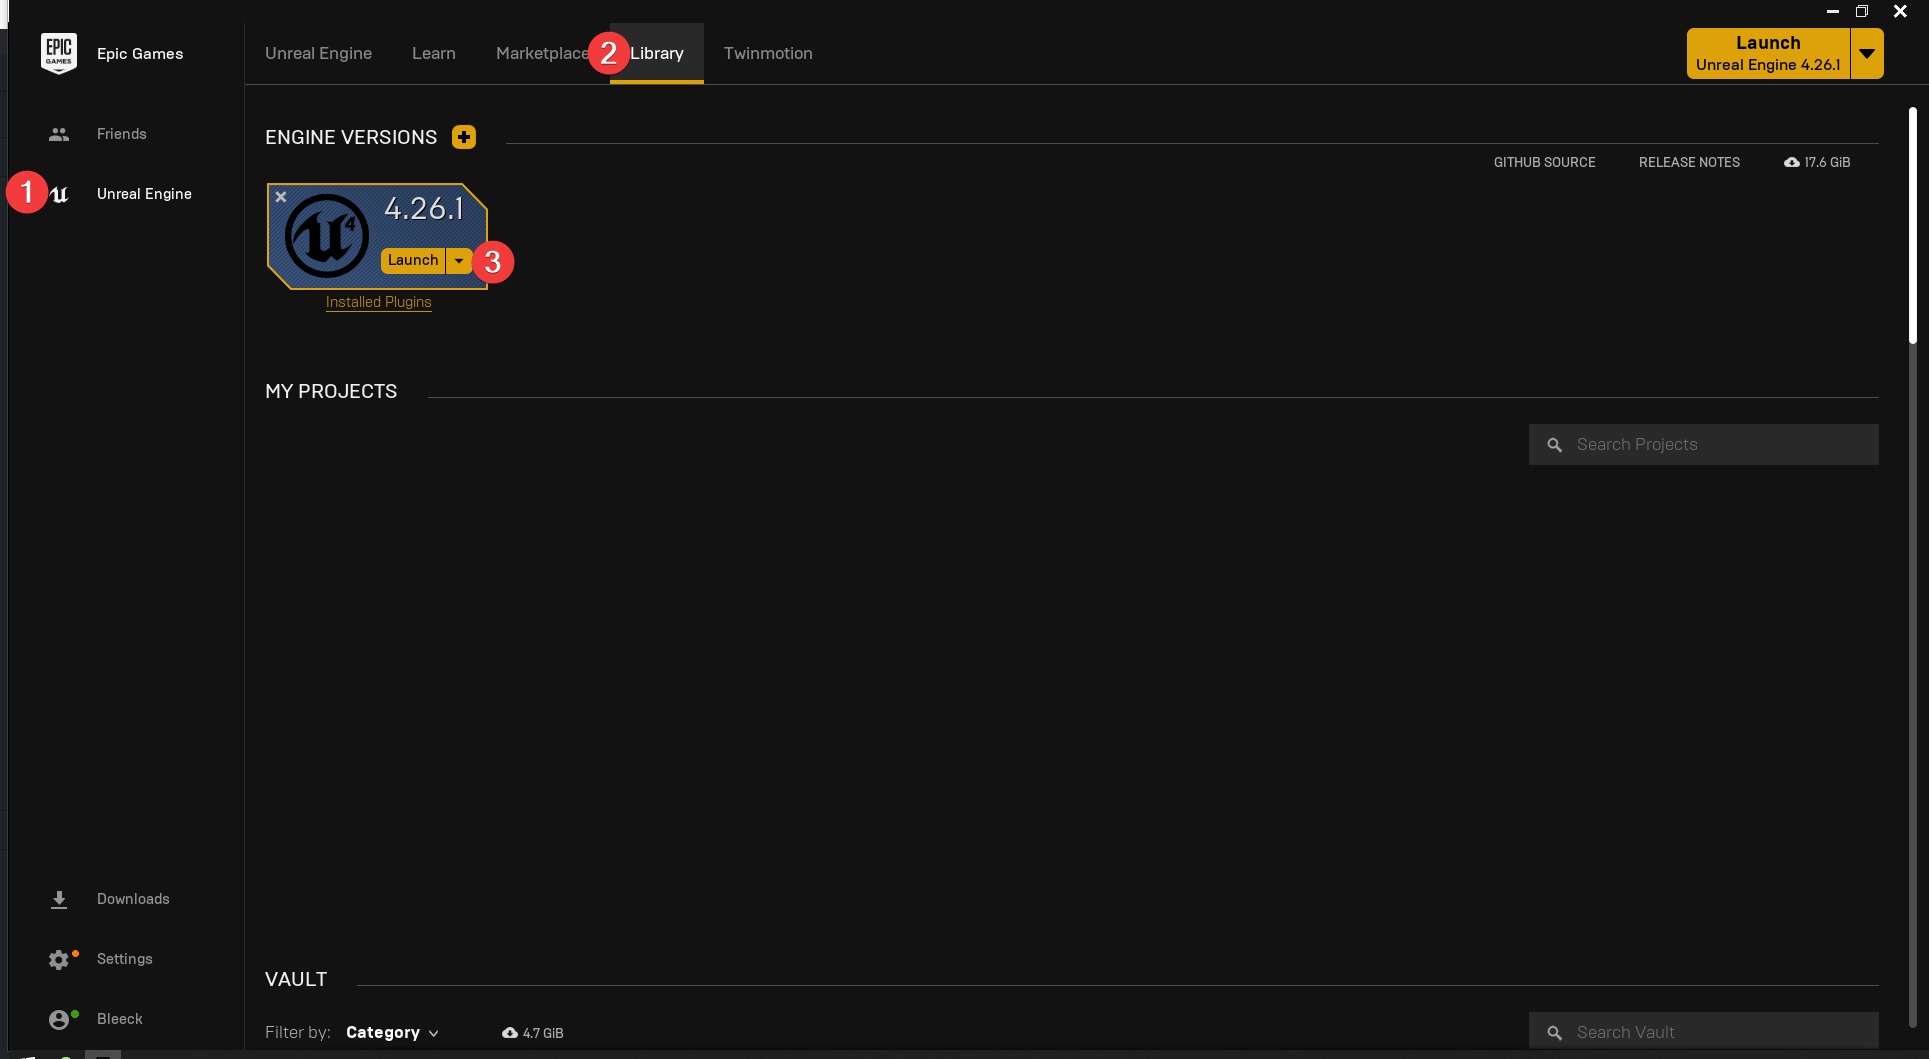 EPIC
GAMES
Epic Games
Unreal Engine
Learn
Marketplace
2
Library
Twinmotion
Launch
Unreal Engine 4.26.1
Friends
1
Unreal Engine
ENGINE VERSIONS
GITHUB SOURCE
RELEASE NOTES
17.6 GiB
4.26.1
4
Launch
3
Installed Plugins
MY PROJECTS
Search Projects
Downloads
Settings
Bleeck
VAULT
Filter by:
Category
4.7 GiB
Search Vault